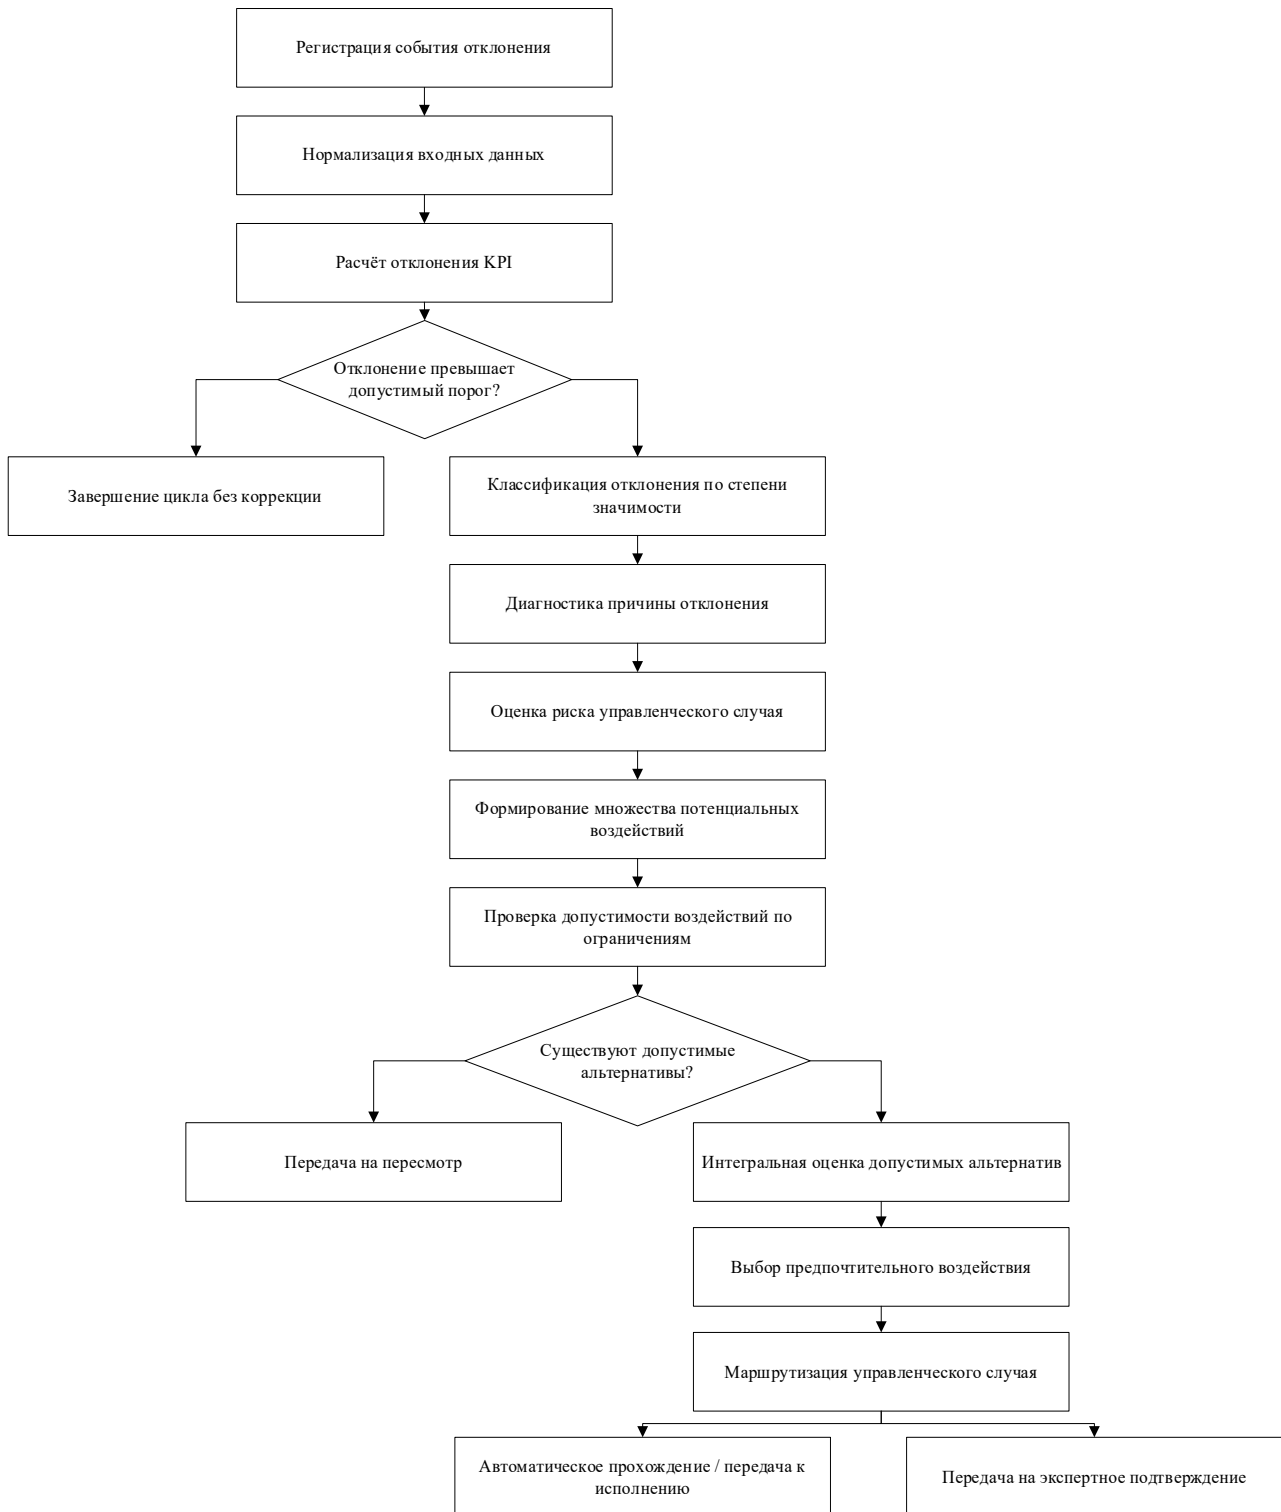 Регистрация события отклонения
Нормализация входных данных
Расчёт отклонения KPI
Отклонение превышает
допустимый порог?
Завершение цикла без коррекции
Классификация отклонения по степени
значимости
Диагностика причины отклонения
Оценка риска управленческого случая
Формирование множества потенциальных
воздействий
Проверка допустимости воздействий по
ограничениям
Существуют допустимые
альтернативы?
Передача на пересмотр
Интегральная оценка допустимых альтернатив
Выбор предпочтительного воздействия
Маршрутизация управленческого случая
Автоматическое прохождение / передача к
исполнению
Передача на экспертное подтверждение